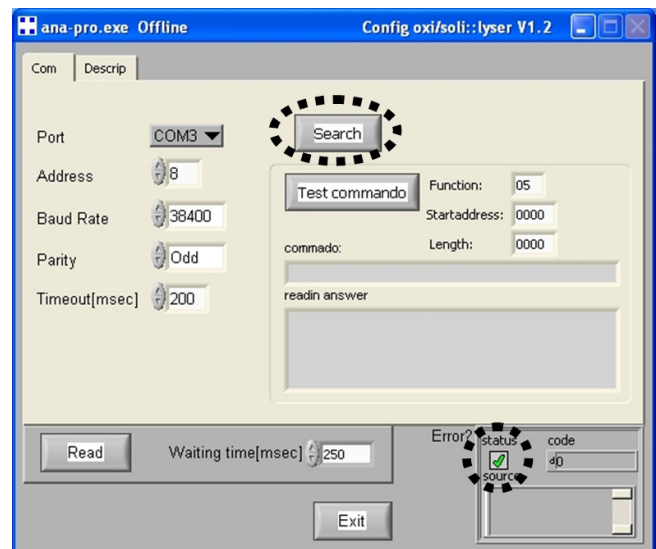 ana-pro.exe Offline Config oxi/soli::lyser V1.2
Com Descrip
Port COM3 Search
Address 8
Test commando Function: 05
Baud Rate 38400 Startaddress: 0000
commado: Length: 0000
Parity Odd
Timeout[msec] 200 readin answer
Read Waiting time[msec] 250
Error? status code
d0
source
Exit